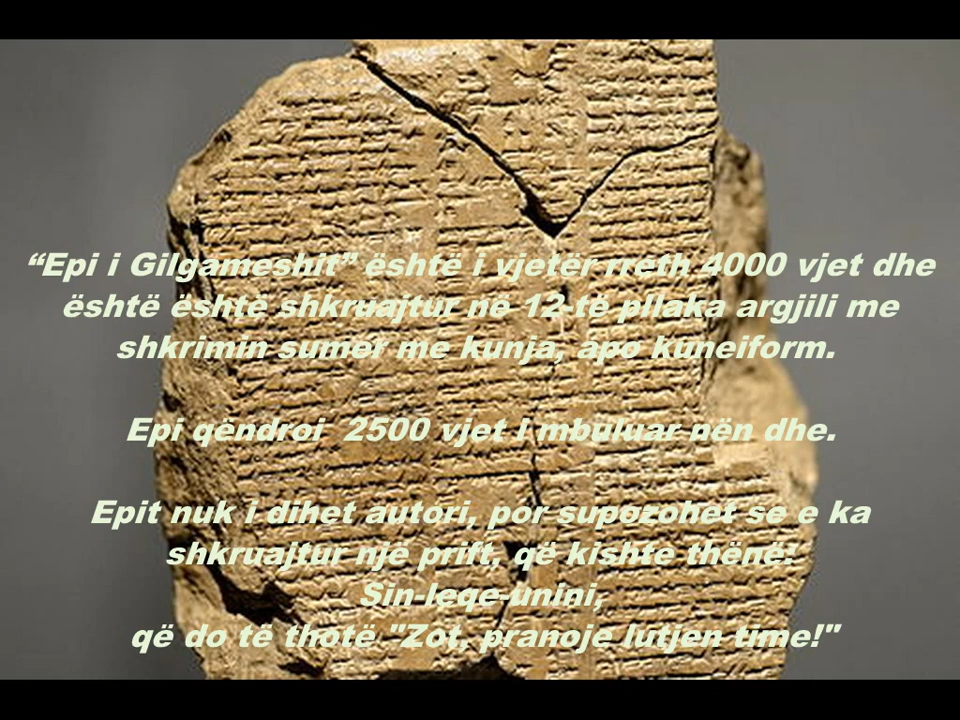 “Epi i Gilgameshit” është i vjetër rreth 4000 vjet dhe
është është shkruajtur në 12-të pllaka argjili me
shkrimin sumer me kunja, apo kuneiform.
Epi qëndroi 2500 vjet i mbuluar nën dhe.
Epit nuk i dihet autori, por supozohet se e ka
shkruajtur një prift, që kishte thënë:
Sin-leqe-unini,
që do të thotë "Zot, pranoje lutjen time!"